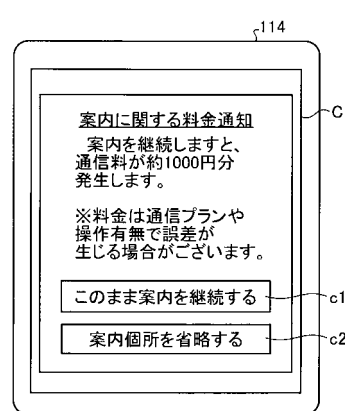 114
C
案内に関する料金通知
案内を継続しますと、
通信料が約1000円分
発生します。
※料金は通信プランや
操作有無で誤差が
生じる場合がございます。
このまま案内を継続する
c1
案内個所を省略する
c2